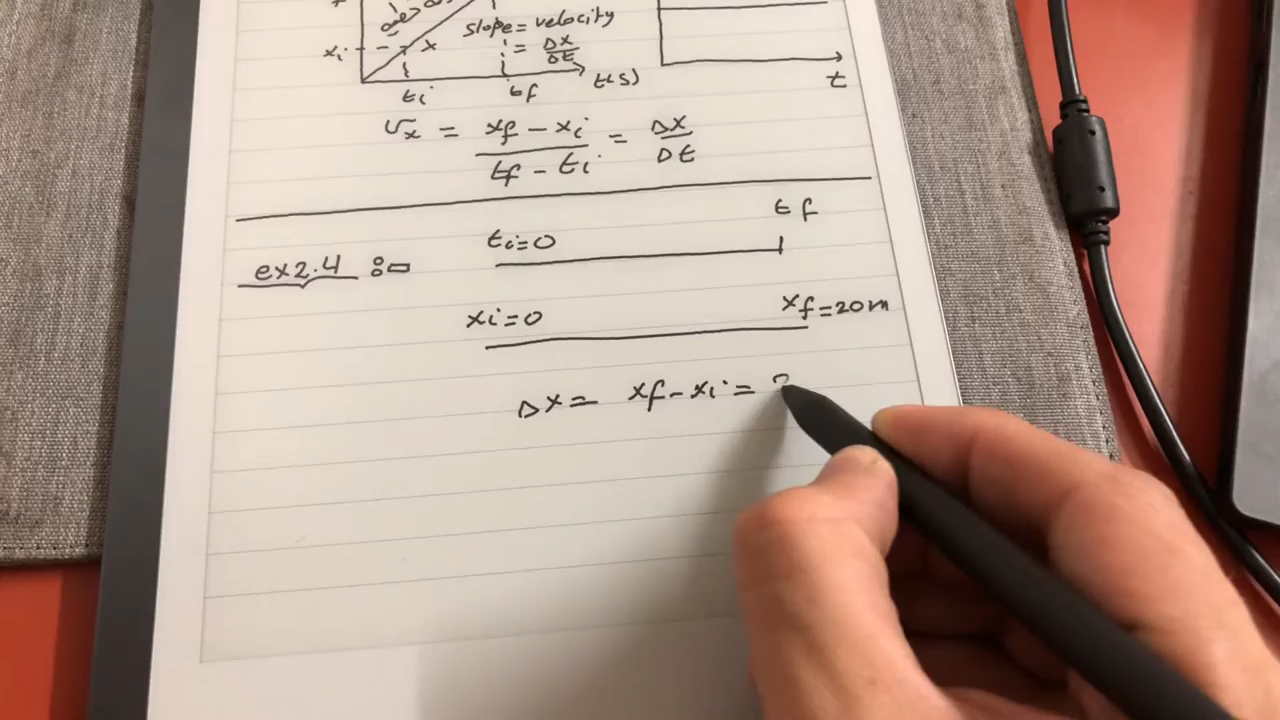 slope = velocity
xi x = Δx/Δt
ti tf t(s) t
vx = xf - xi / tf - ti = Δx/Δt
tf
ti=0
ex2.4 :-
xi=0 xf=20m
Δx = xf-xi =